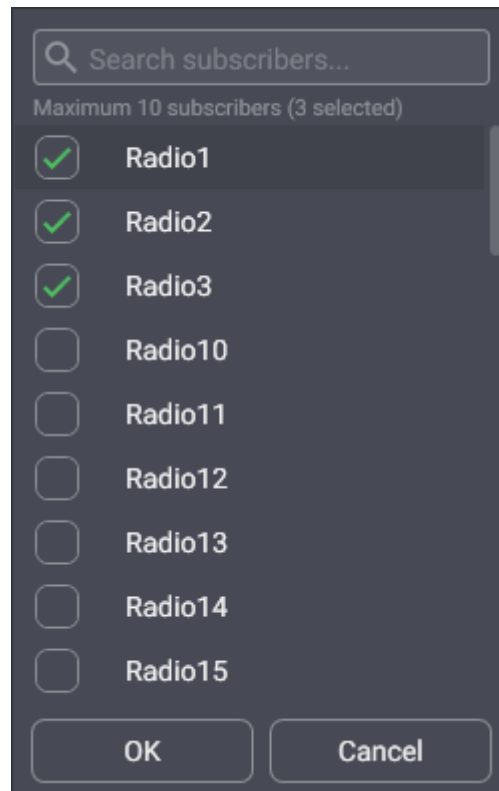 Search subscribers...
Maximum 10 subscribers (3 selected)
Radio1
Radio2
Radio3
Radio10
Radio11
Radio12
Radio13
Radio14
Radio15
OK Cancel